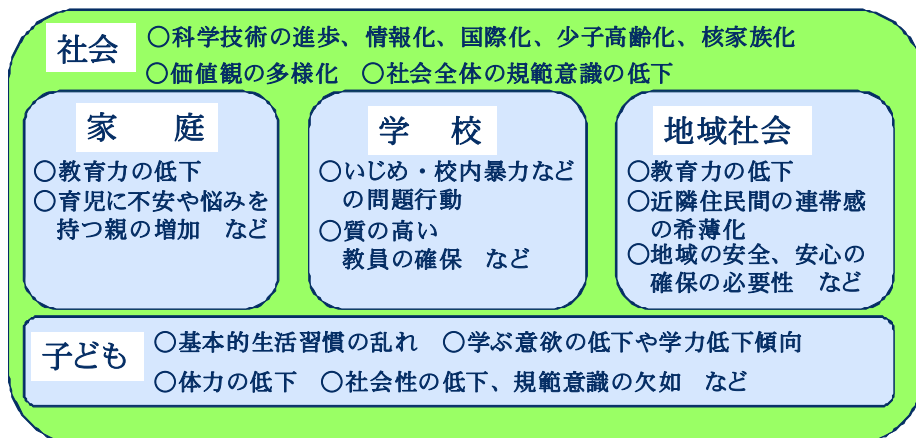 社会
○科学技術の進歩、情報化、国際化、少子高齢化、核家族化
○価値観の多様化　○社会全体の規範意識の低下
家　庭
○教育力の低下
○育児に不安や悩みを
持つ親の増加　など
学　校
○いじめ・校内暴力など
の問題行動
○質の高い
教員の確保　など
地域社会
○教育力の低下
○近隣住民間の連帯感
の希薄化
○地域の安全、安心の
確保の必要性　など
子ども
○基本的生活習慣の乱れ　○学ぶ意欲の低下や学力低下傾向
○体力の低下　○社会性の低下、規範意識の欠如　など